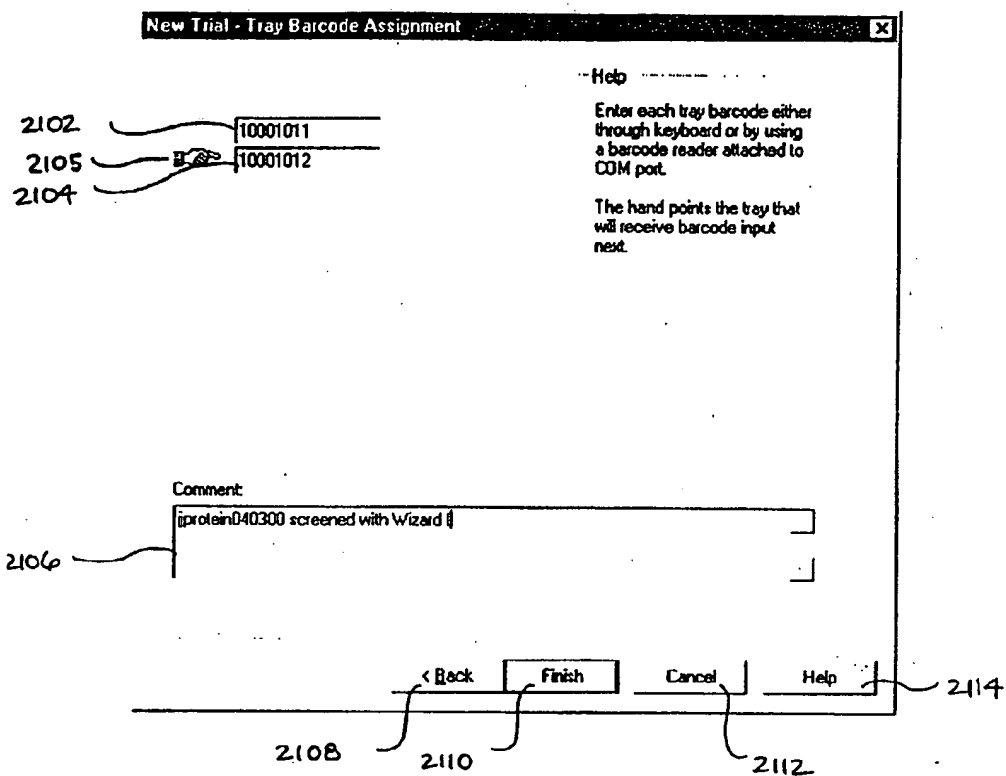 New Trial - Tray Barcode Assignment
Help
Enter each tray barcode either
through keyboard or by using
a barcode reader attached to
COM port.
The hand points the tray that
will receive barcode input
next.
2102
10001011
2105
10001012
2104
Comment:
jprotein040300 screened with Wizard I
2106
< Back
Finish
Cancel
Help
2114
2108
2110
2112